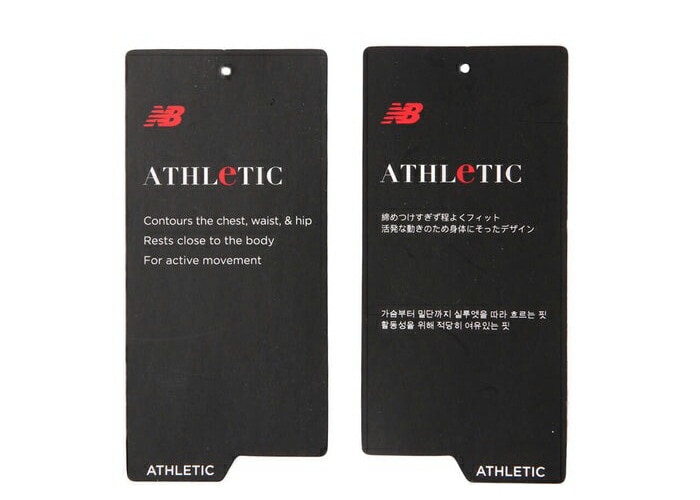 NB
ATHLeTIC
Contours the chest, waist, & hip
Rests close to the body
For active movement
ATHLETIC
NB
ATHLeTIC
締めつけすぎず程よくフィット
活発な動きのため身体にそったデザイン
가슴부터 밑단까지 실루엣을 따라 흐르는 핏
활동성을 위해 적당히 여유있는 핏
ATHLETIC